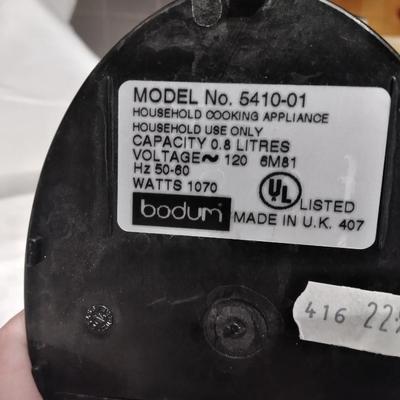 MODEL No. 5410-01
HOUSEHOLD COOKING APPLIANCE
HOUSEHOLD USE ONLY
CAPACITY 0.8 LITRES
VOLTAGE ~ 120 6M81
Hz 50-60
WATTS 1070
UL
LISTED
bodum
MADE IN U.K. 407
416